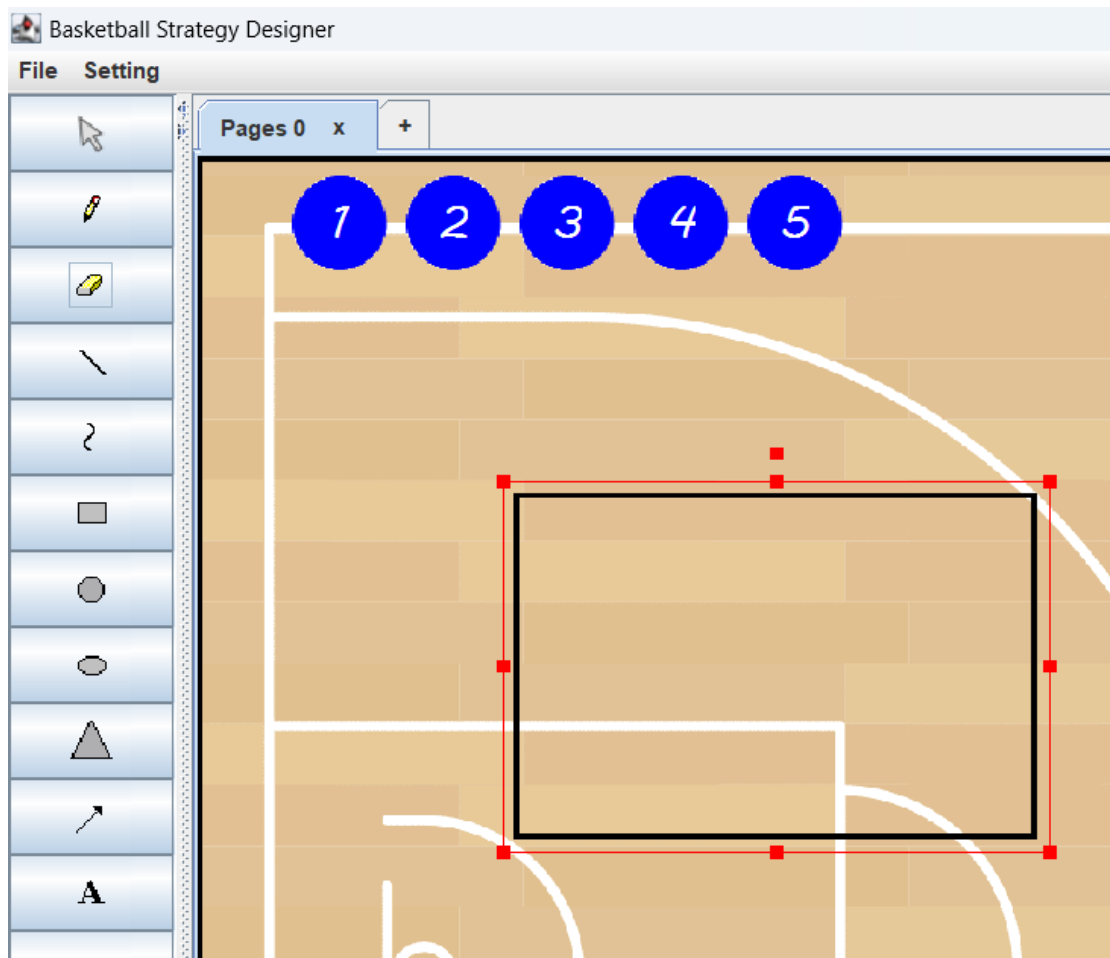 Basketball Strategy Designer
File Setting
Pages 0 x +
1 2 3 4 5
A